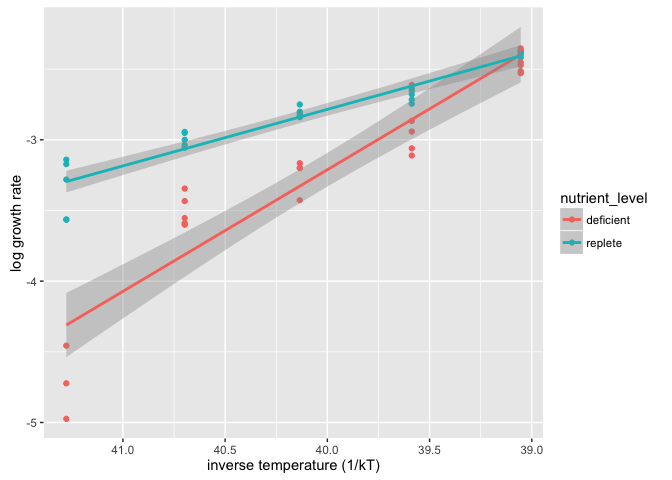 -3
-4
-5
log growth rate
41.0 40.5 40.0 39.5 39.0
inverse temperature (1/kT)
nutrient_level
deficient
replete